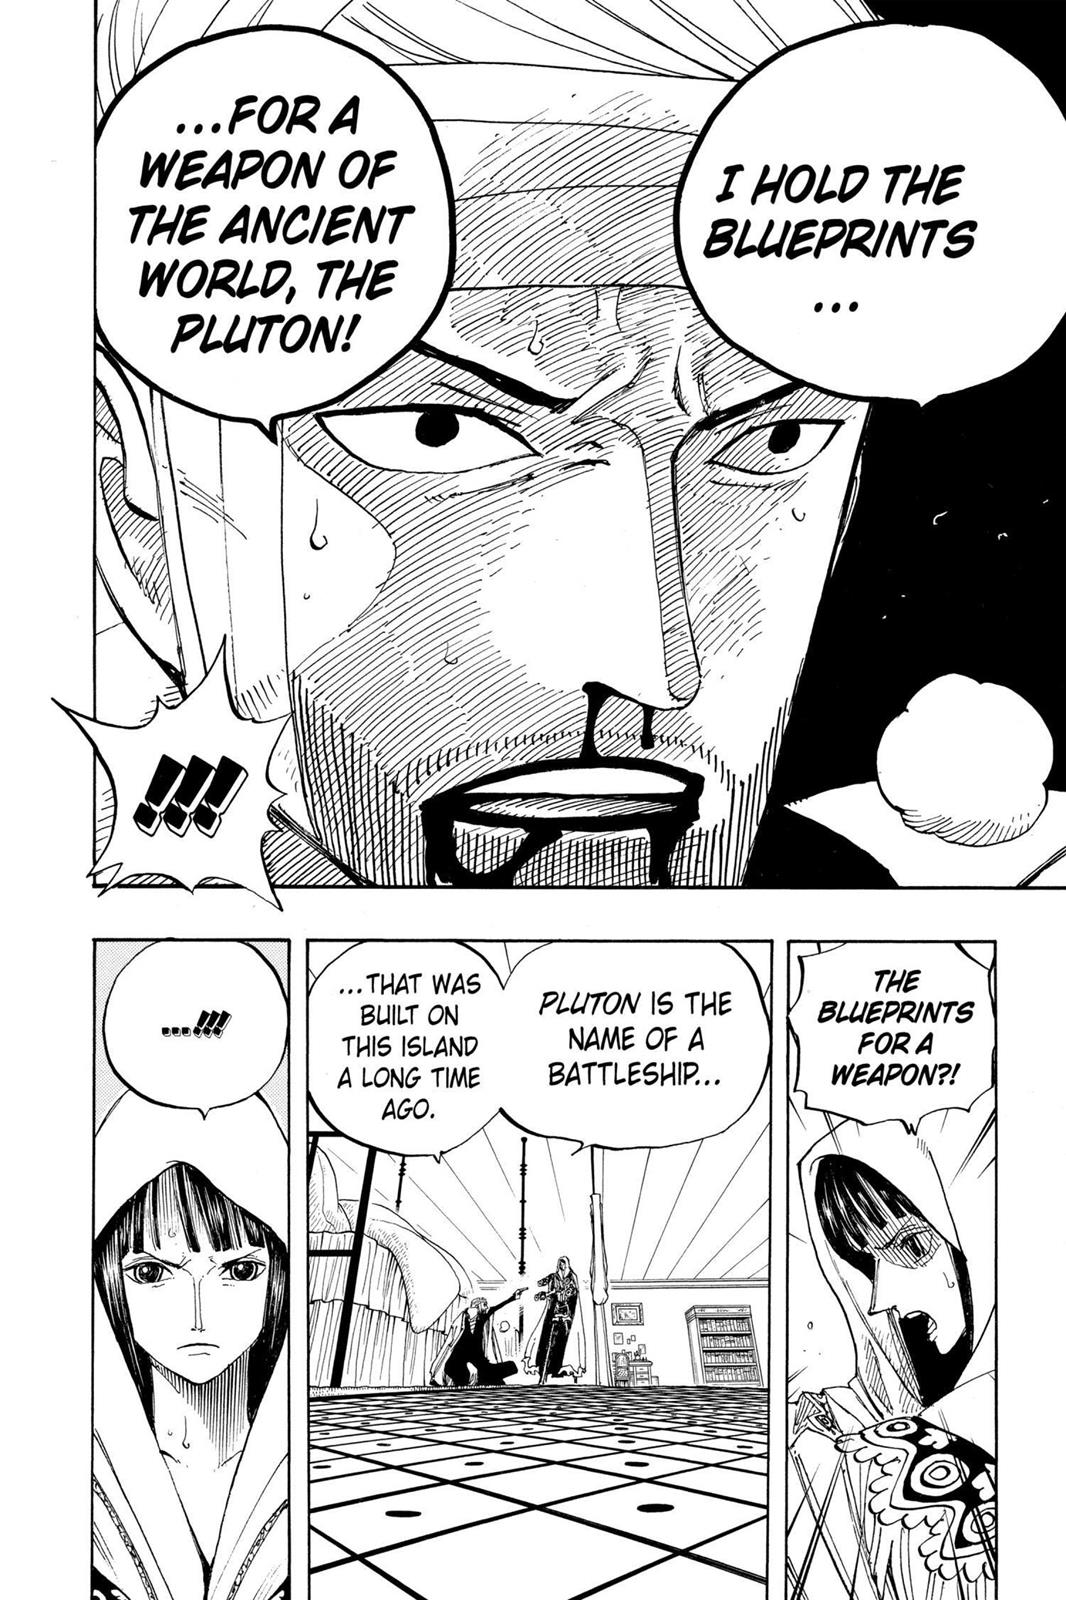 I HOLD THE
BLUEPRINTS
...
...FOR A
WEAPON OF
THE ANCIENT
WORLD, THE
PLUTON!
!!!
THE
BLUEPRINTS
FOR A
WEAPON?!
PLUTON IS THE
NAME OF A
BATTLESHIP...
...THAT WAS
BUILT ON
THIS ISLAND
A LONG TIME
AGO.
...!!!